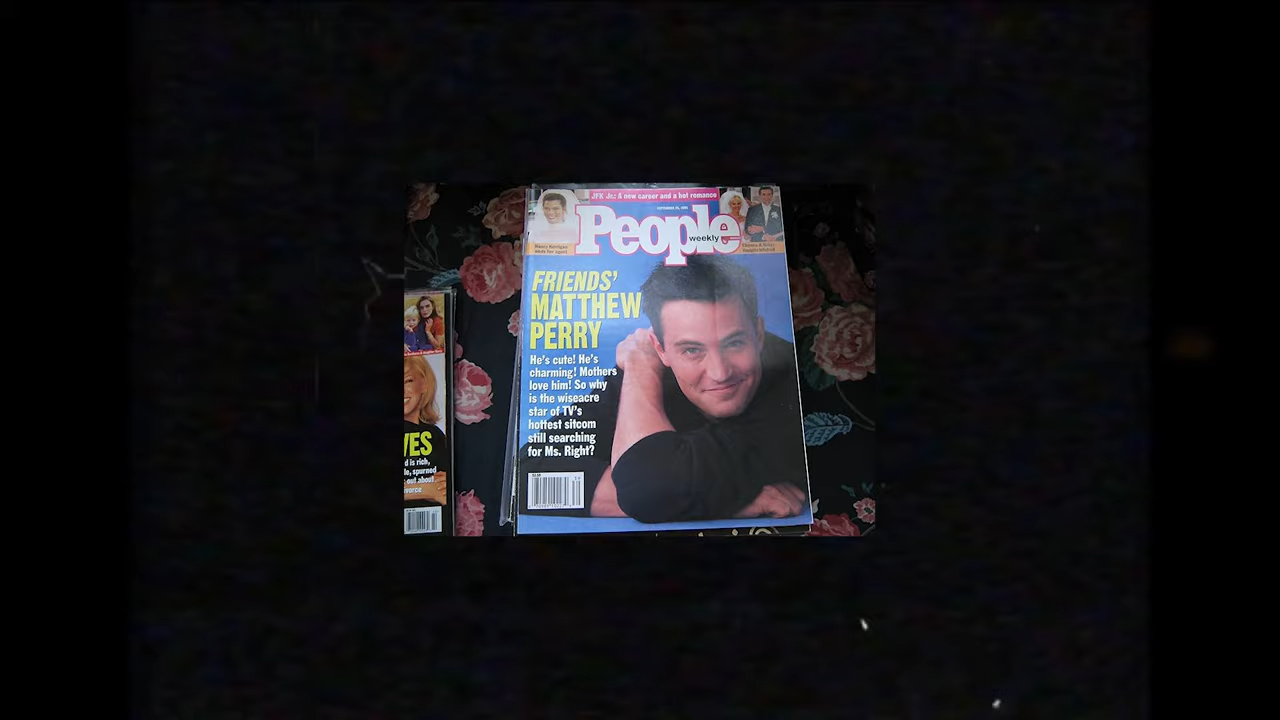 JFK Jr.: A new career and a hot romance
People
weekly
FRIENDS'
MATTHEW
PERRY
He's cute! He's
charming! Mothers
love him! So why
is the wiseacre
star of TV's
hottest sitcom
still searching
for Ms. Right?
VES
d is rich,
spurned
out about